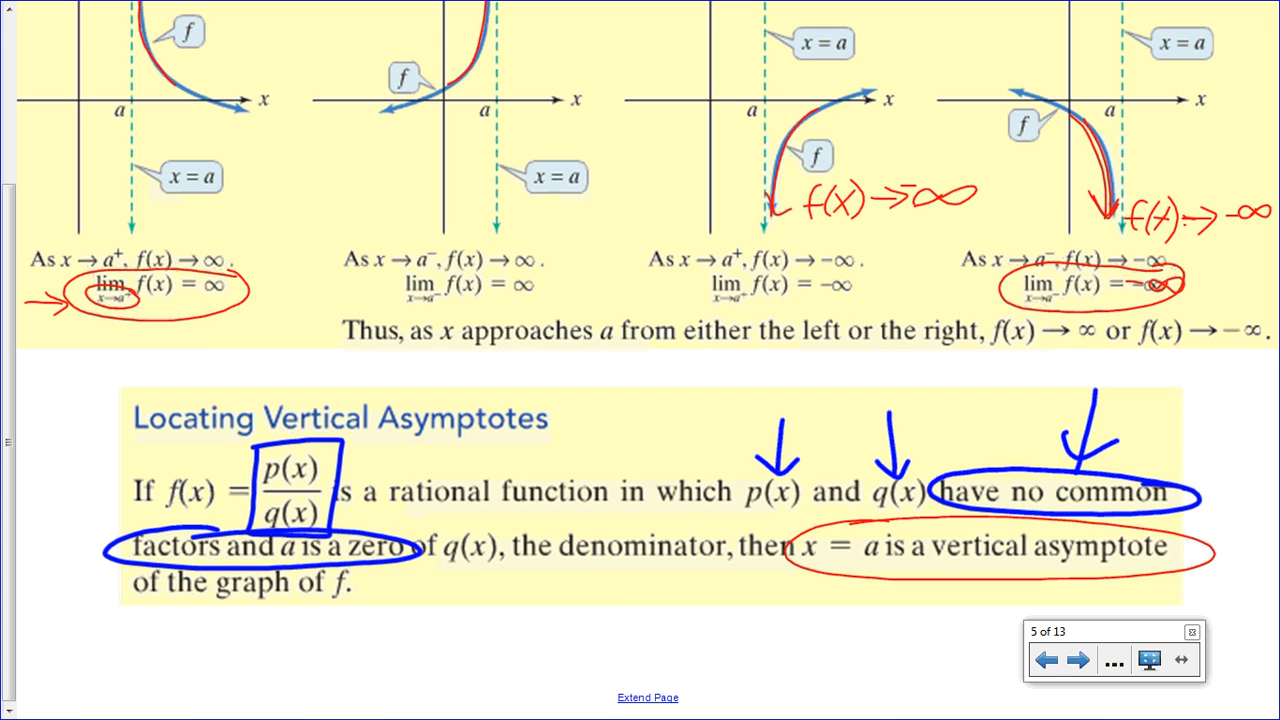 f
x
a
x = a
f
x
a
x = a
x = a
x
a
f
f(x) → -∞
x = a
x
a
f
f(x) → -∞
As x → a⁺, f(x) → ∞.
lim f(x) = ∞
x→a⁺
As x → a⁻, f(x) → ∞.
lim f(x) = ∞
x→a⁻
As x → a⁺, f(x) → -∞.
lim f(x) = -∞
x→a⁺
As x → a⁻, f(x) → -∞.
lim f(x) = -∞
x→a⁻
Thus, as x approaches a from either the left or the right, f(x) → ∞ or f(x) → -∞.
Locating Vertical Asymptotes
If f(x) = p(x)/q(x) is a rational function in which p(x) and q(x) have no common
factors and a is a zero of q(x), the denominator, then x = a is a vertical asymptote
of the graph of f.
5 of 13
...
Extend Page